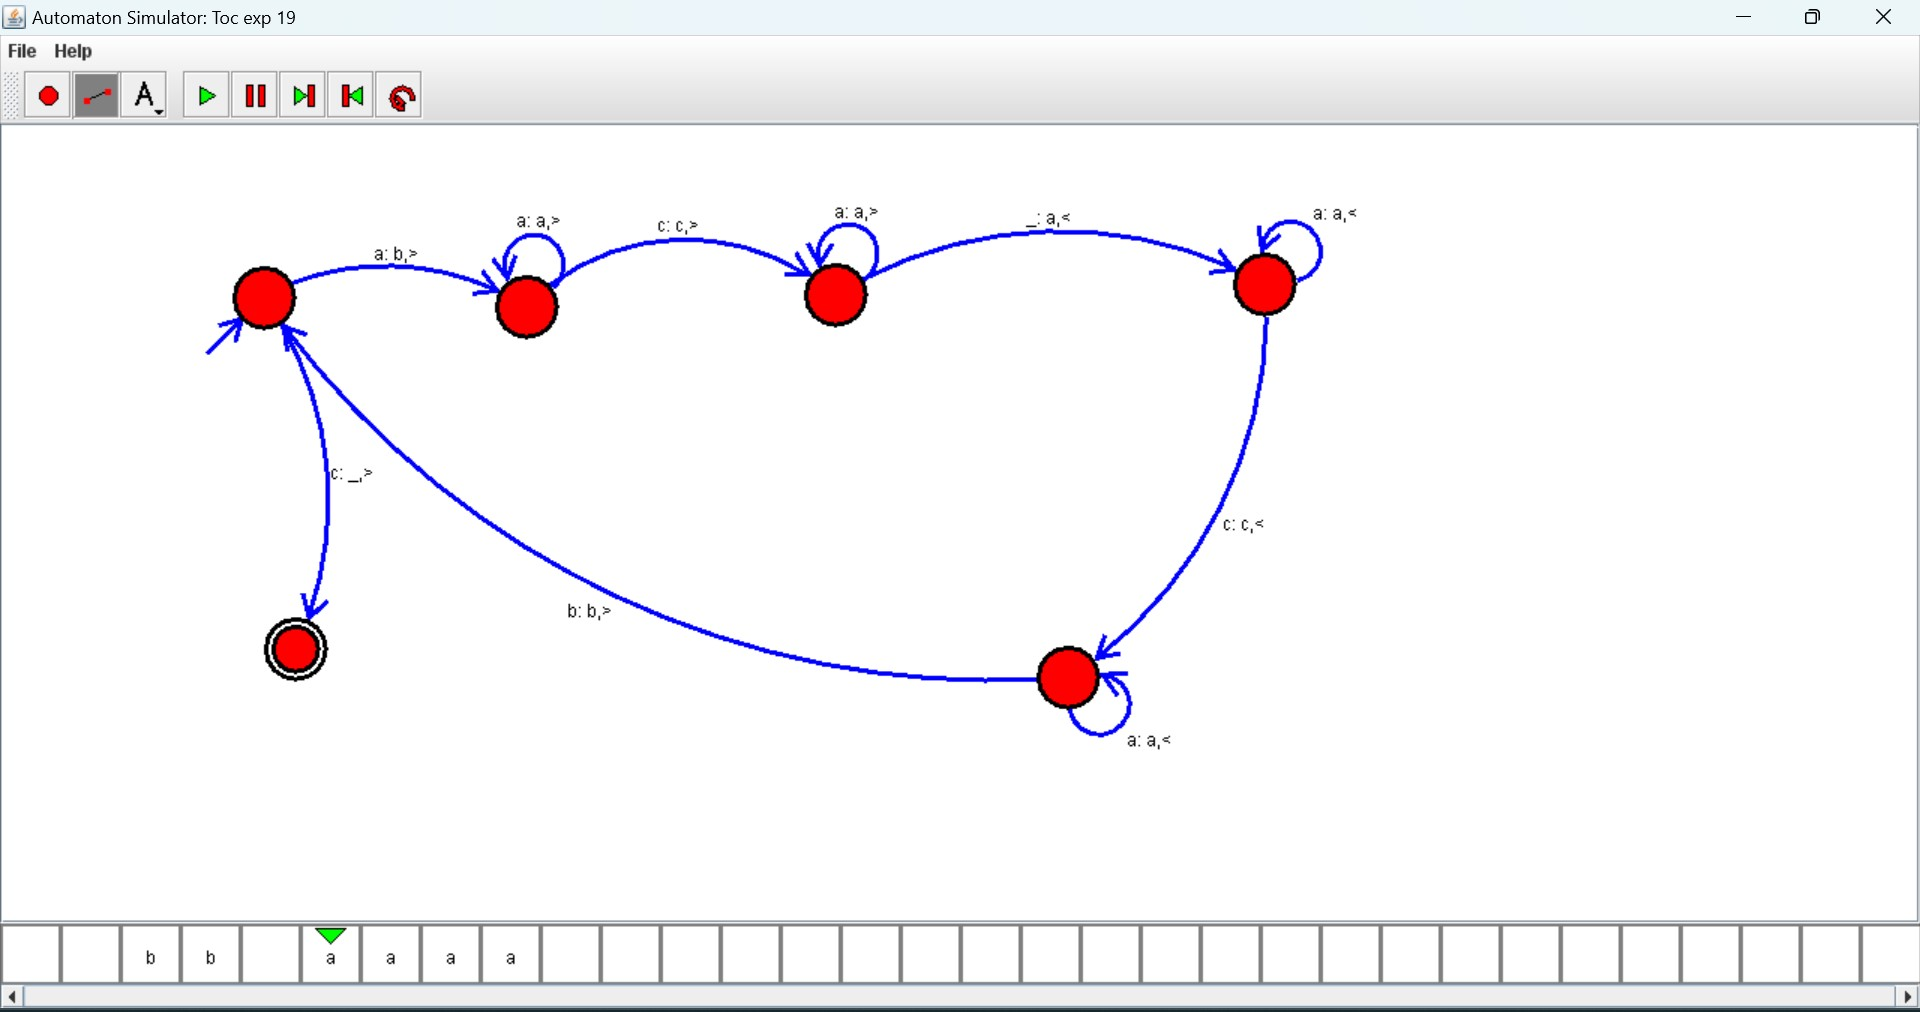 Automaton Simulator: Toc exp 19
File Help
A
a: a,>
a: a,>
a: a,<
c: c,>
_: a,<
a: b,>
c: _,>
c: c,<
b: b,>
a: a,<
b b a a a a